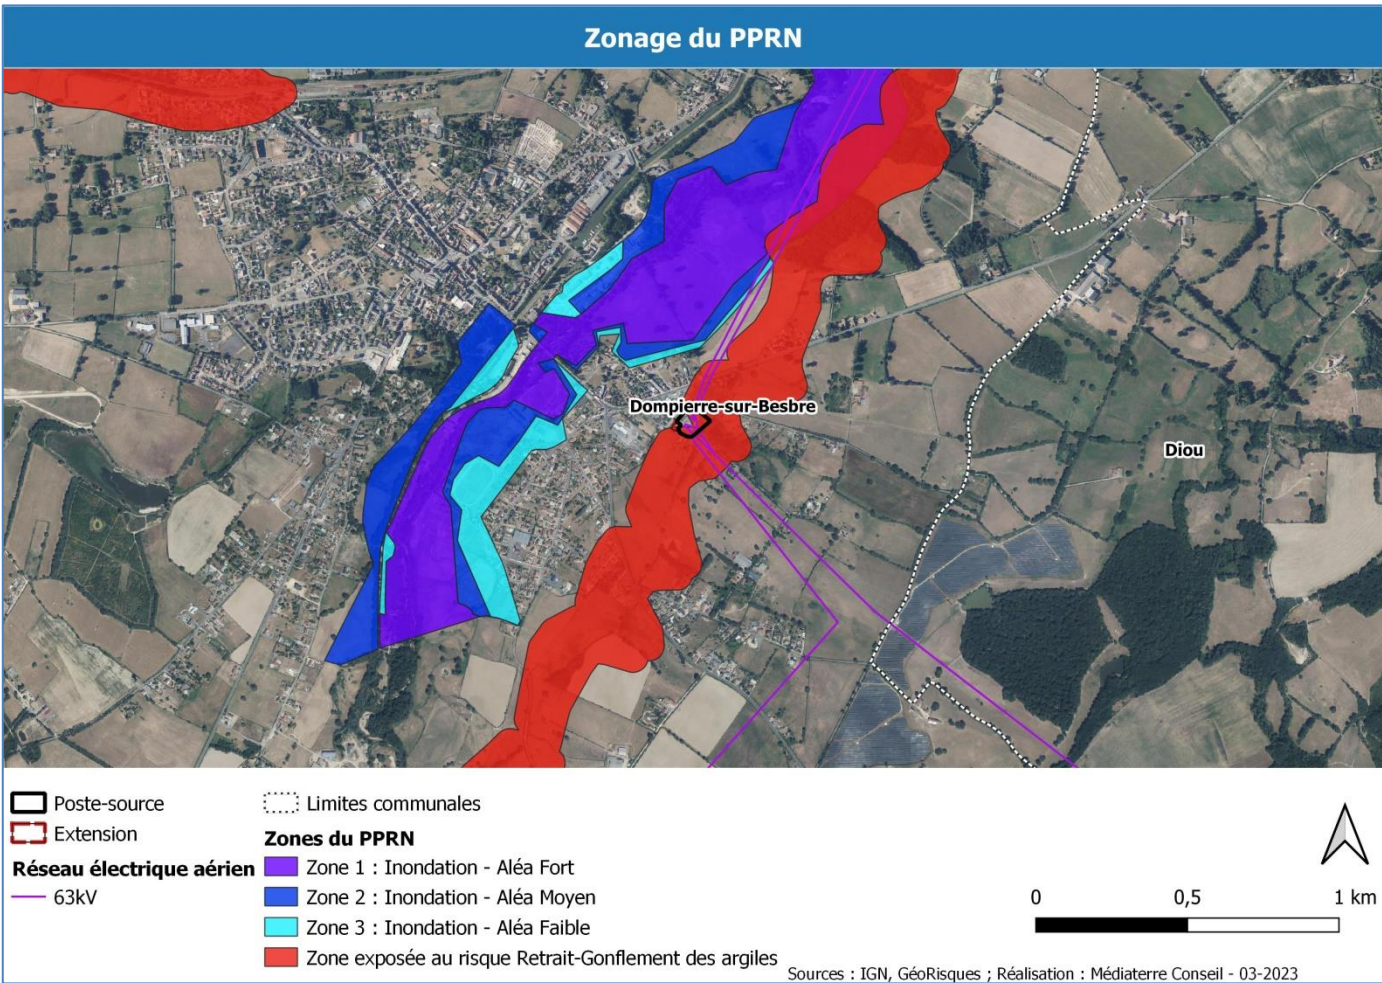 Zonage du PPRN
Dompierre-sur-Besbre
Diou
Poste-source
Extension
Réseau électrique aérien
63kV
Limites communales
Zones du PPRN
Zone 1 : Inondation - Aléa Fort
Zone 2 : Inondation - Aléa Moyen
Zone 3 : Inondation - Aléa Faible
Zone exposée au risque Retrait-Gonflement des argiles
0 0,5 1 km
Sources : IGN, GéoRisques ; Réalisation : Médiaterre Conseil - 03-2023